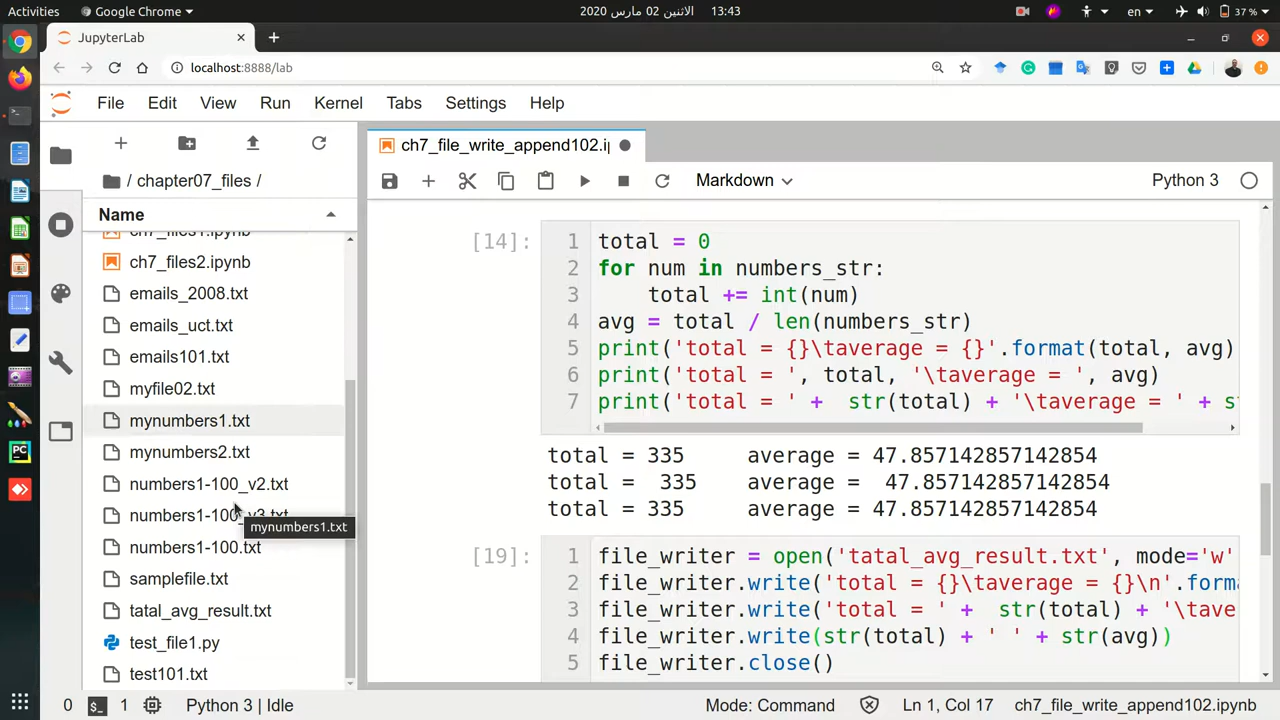 Activities
Google Chrome
الاثنين 02 مارس 2020 13:43
en
37 %
JupyterLab
localhost:8888/lab
File Edit View Run Kernel Tabs Settings Help
/ chapter07_files /
Name
ch7_files1.ipynb
ch7_files2.ipynb
emails_2008.txt
emails_uct.txt
emails101.txt
myfile02.txt
mynumbers1.txt
mynumbers2.txt
numbers1-100_v2.txt
numbers1-100_v3.txt
mynumbers1.txt
numbers1-100.txt
samplefile.txt
tatal_avg_result.txt
test_file1.py
test101.txt
ch7_file_write_append102.i
Markdown
Python 3
[14]:
1 total = 0
2 for num in numbers_str:
3 total += int(num)
4 avg = total / len(numbers_str)
5 print('total = {}\taverage = {}'.format(total, avg)
6 print('total = ', total, '\taverage = ', avg)
7 print('total = ' + str(total) + '\taverage = ' + s
total = 335 average = 47.857142857142854
total =  335 average =  47.857142857142854
total = 335 average = 47.857142857142854
[19]:
1 file_writer = open('tatal_avg_result.txt', mode='w'
2 file_writer.write('total = {}\taverage = {}\n'.form
3 file_writer.write('total = ' + str(total) + '\tave
4 file_writer.write(str(total) + ' ' + str(avg))
5 file_writer.close()
0 1 Python 3 | Idle
Mode: Command
Ln 1, Col 17
ch7_file_write_append102.ipynb